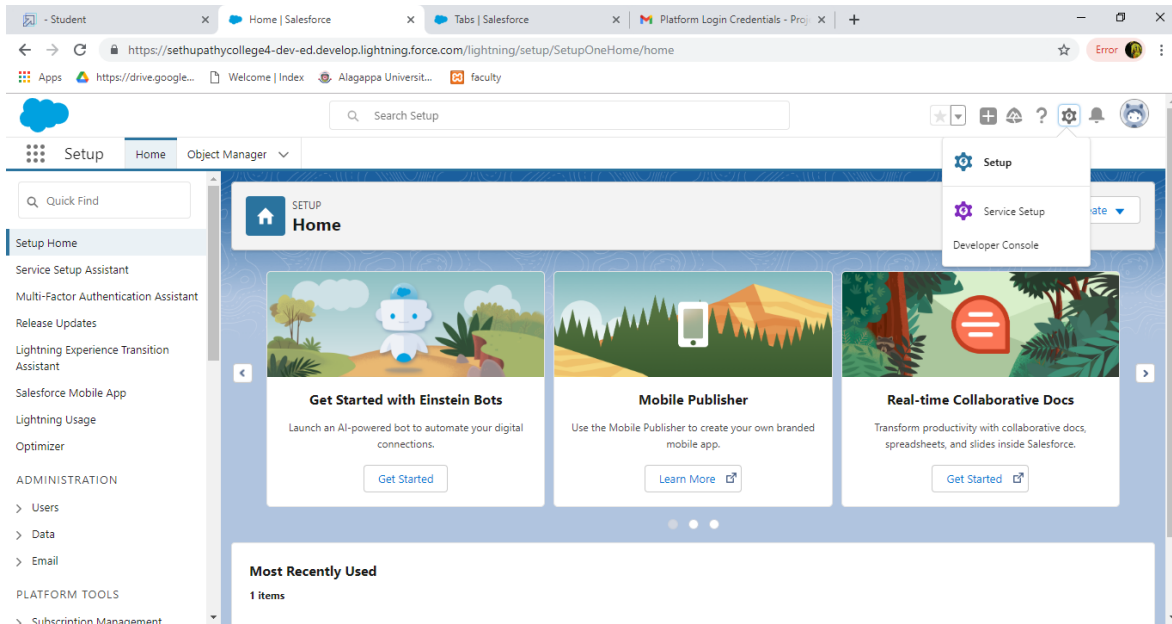 - Student
Home | Salesforce
Tabs | Salesforce
Platform Login Credentials - Proj
https://sethupathycollege4-dev-ed.develop.lightning.force.com/lightning/setup/SetupOneHome/home
Error
Apps
https://drive.google...
Welcome | Index
Alagappa Universit...
faculty
Search Setup
Setup
Home
Object Manager
Setup
Service Setup
Developer Console
Quick Find
SETUP
Home
ate
Setup Home
Service Setup Assistant
Multi-Factor Authentication Assistant
Release Updates
Lightning Experience Transition
Assistant
Salesforce Mobile App
Lightning Usage
Optimizer
ADMINISTRATION
Users
Data
Email
PLATFORM TOOLS
Subscription Management
Get Started with Einstein Bots
Launch an AI-powered bot to automate your digital
connections.
Get Started
Mobile Publisher
Use the Mobile Publisher to create your own branded
mobile app.
Learn More
Real-time Collaborative Docs
Transform productivity with collaborative docs,
spreadsheets, and slides inside Salesforce.
Get Started
Most Recently Used
1 items